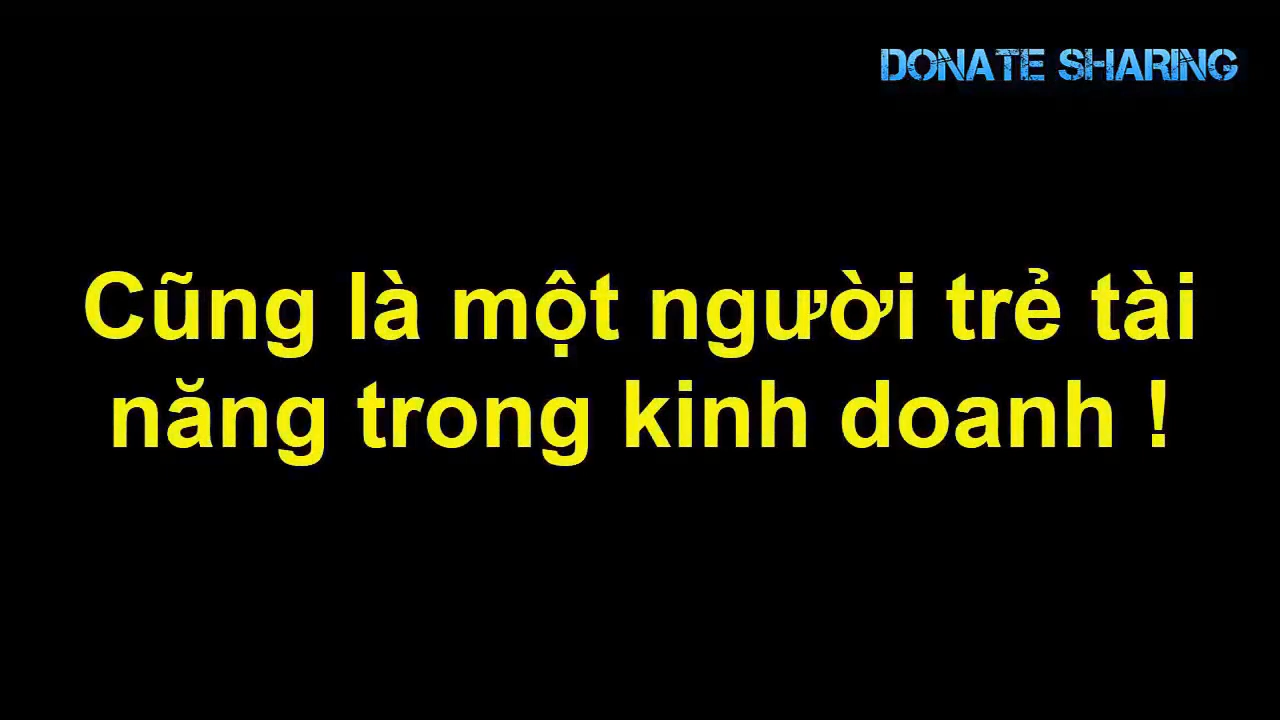 DONATE SHARING
Cũng là một người trẻ tài
năng trong kinh doanh !